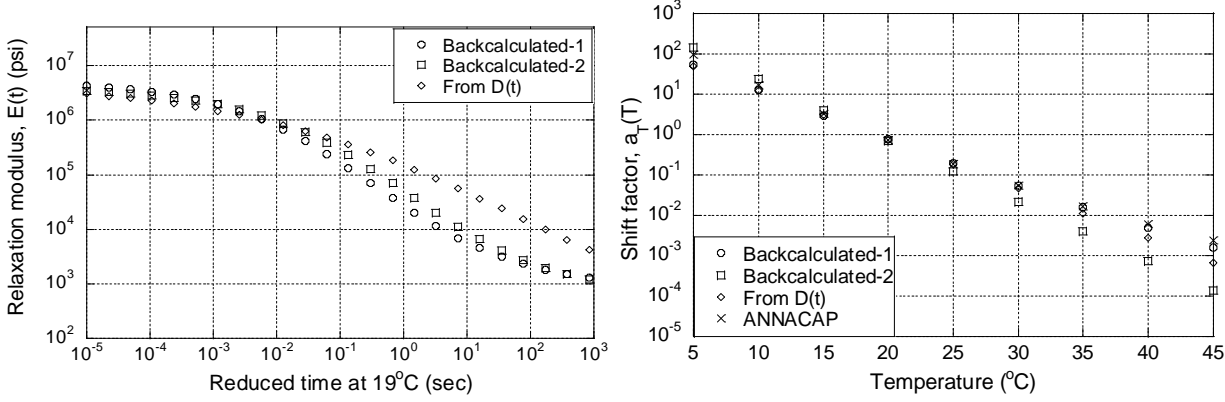 Relaxation modulus, E(t) (psi)
10^7
10^6
10^5
10^4
10^3
10^2
Backcalculated-1
Backcalculated-2
From D(t)
10^-5 10^-4 10^-3 10^-2 10^-1 10^0 10^1 10^2 10^3
Reduced time at 19°C (sec)
Shift factor, a_T(T)
10^3
10^2
10^1
10^0
10^-1
10^-2
10^-3
10^-4
10^-5
Backcalculated-1
Backcalculated-2
From D(t)
ANNACAP
5 10 15 20 25 30 35 40 45
Temperature (°C)